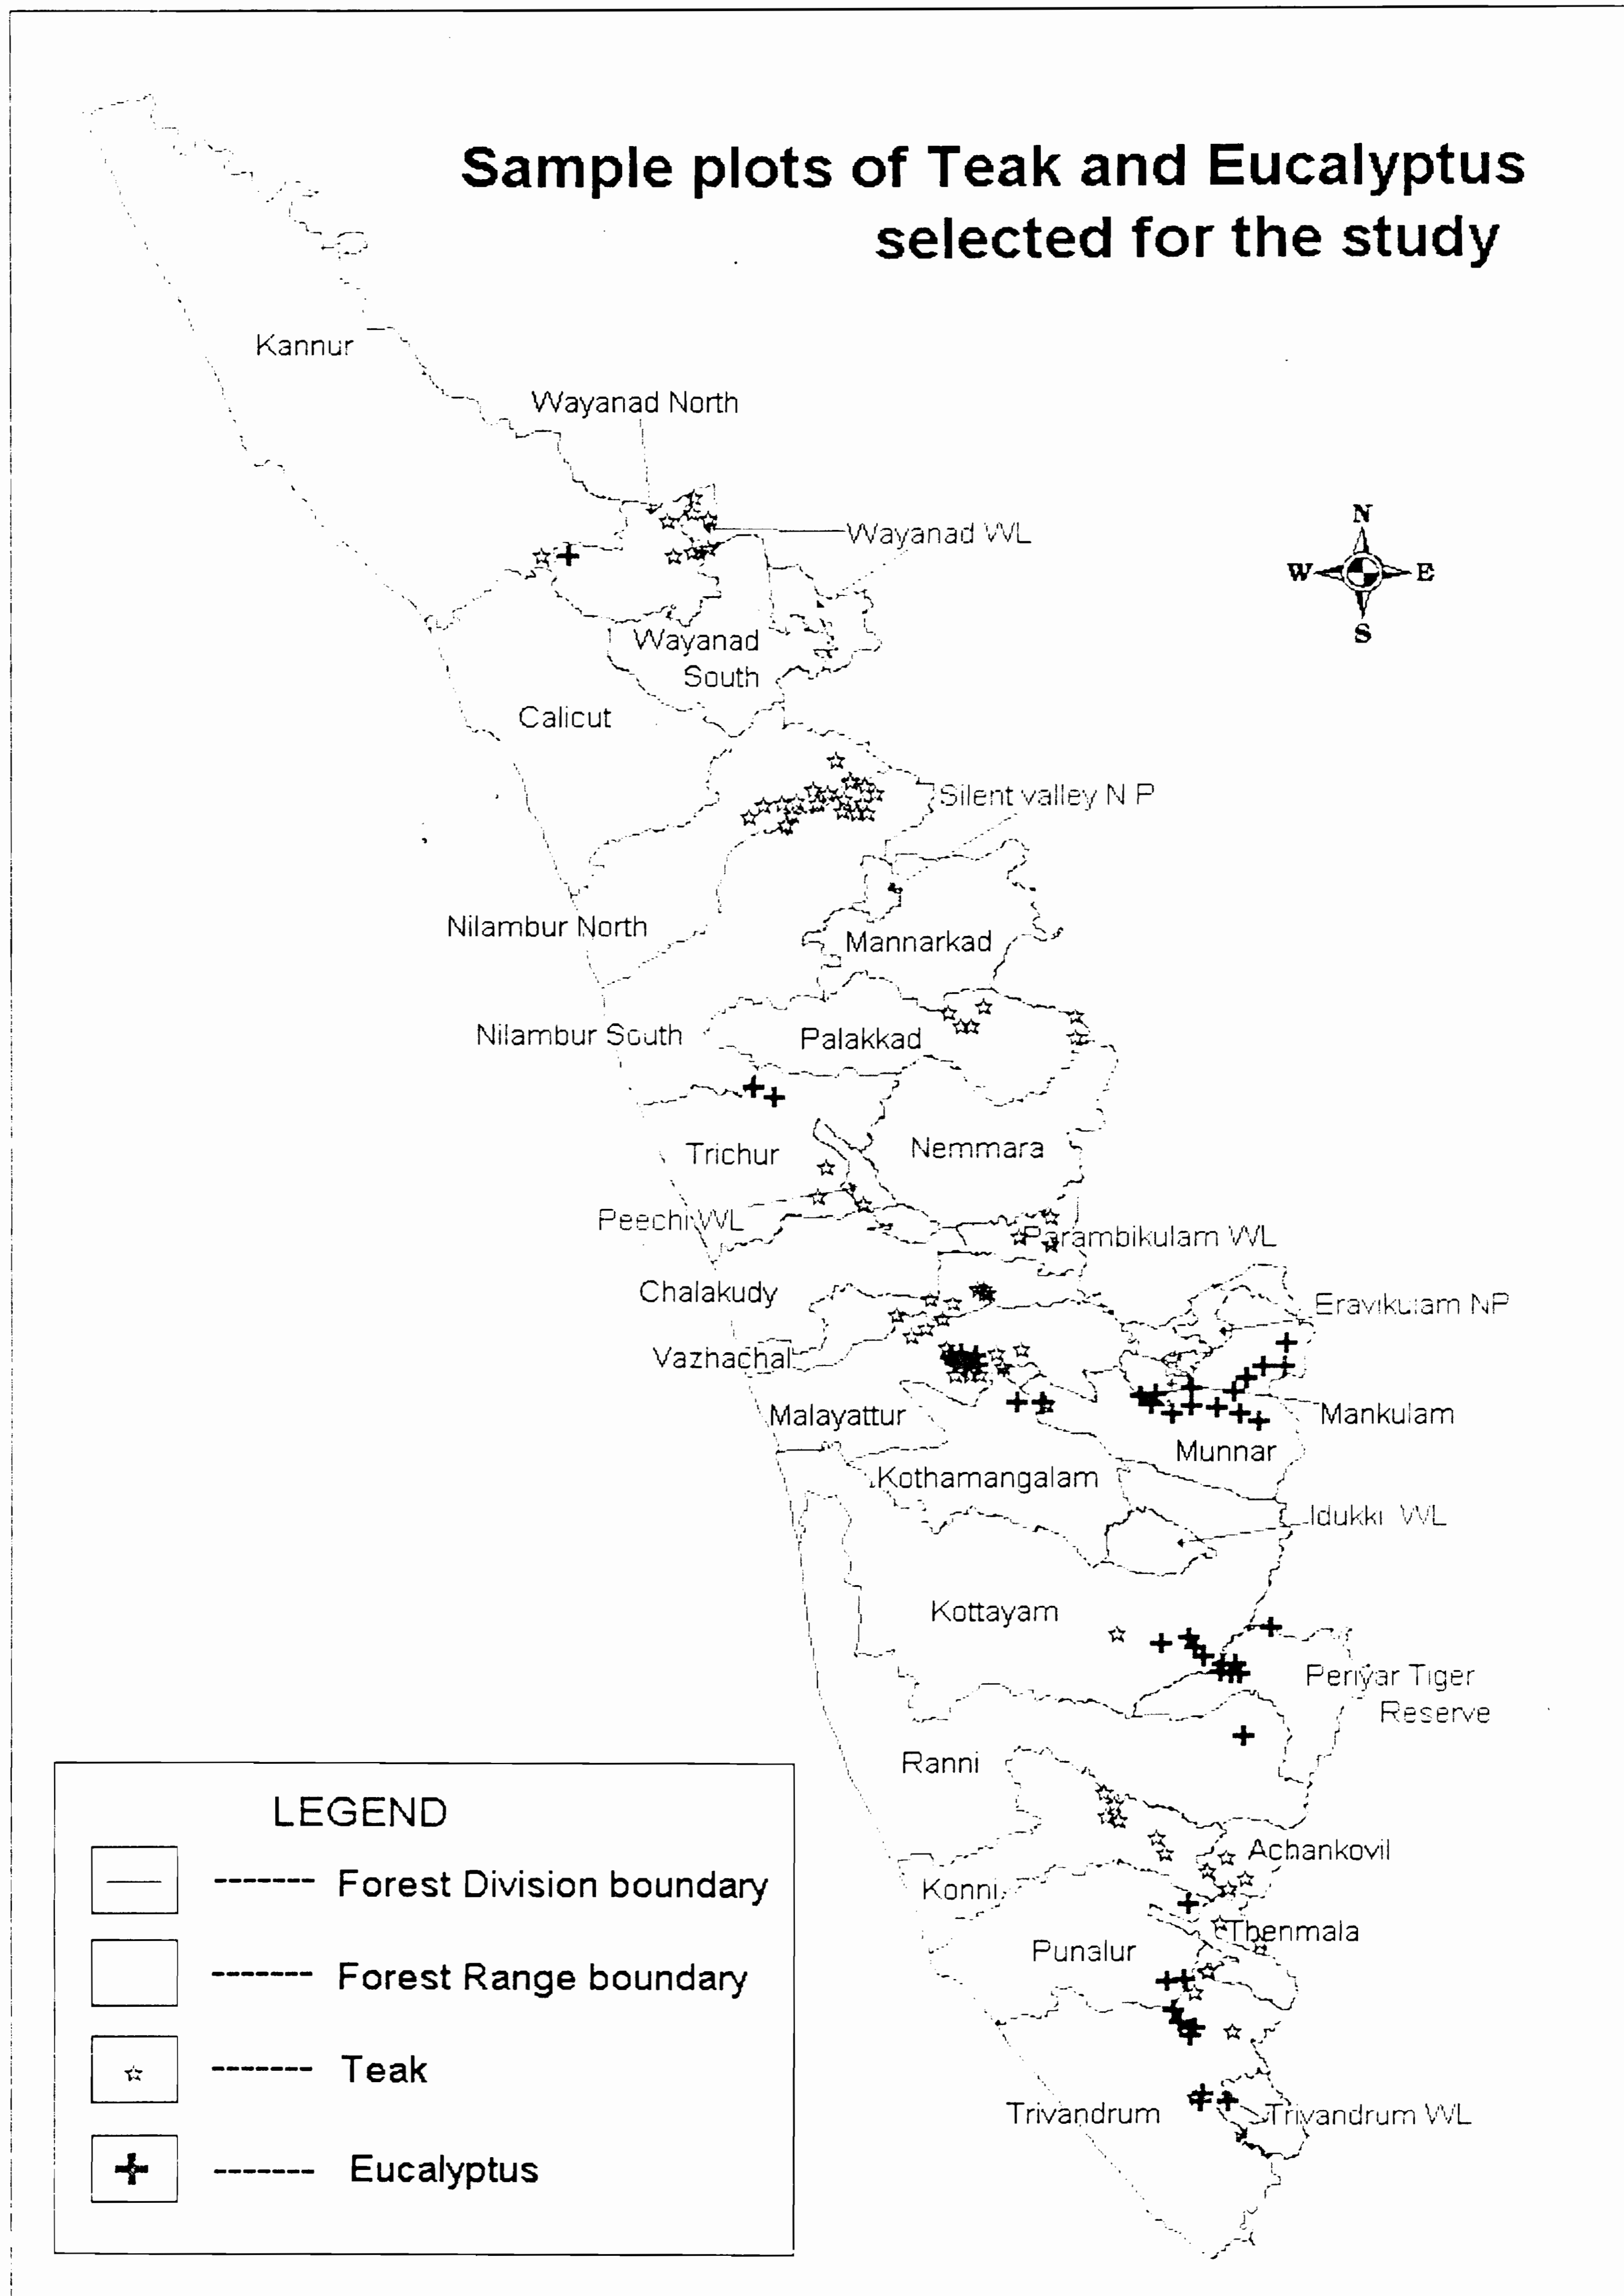 Sample plots of Teak and Eucalyptus
selected for the study
Kannur
Wayanad North
N
Wayanad WL
W E
S
Wayanad
South
Calicut
Silent valley N P
Nilambur North
Mannarkad
Nilambur South
Palakkad
Trichur
Nemmara
Peechi WL
Parambikulam WL
Chalakudy
Eravikulam NP
Vazhachal
Malayattur
Mankulam
Munnar
Kothamangalam
Idukki WL
Kottayam
Periyar Tiger
Reserve
Ranni
Achankovil
Konni
Thenmala
Punalur
Trivandrum
Trivandrum WL
LEGEND
Forest Division boundary
Forest Range boundary
Teak
Eucalyptus